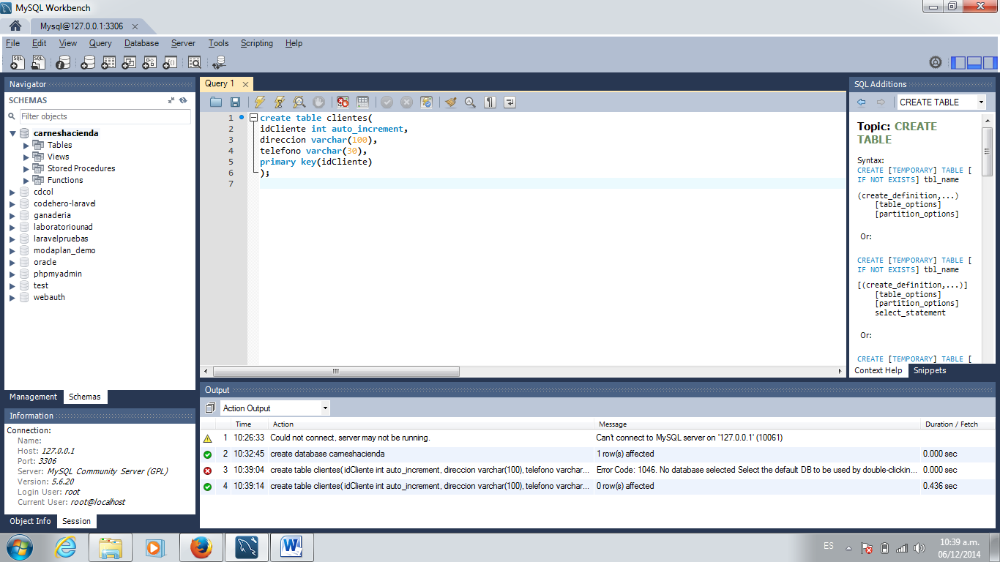 MySQL Workbench
Mysql@127.0.0.1:3306
File Edit View Query Database Server Tools Scripting Help
Navigator
SCHEMAS
Filter objects
carneshacienda
Tables
Views
Stored Procedures
Functions
cdcol
codehero-laravel
ganaderia
laboratoriounad
laravelpruebas
modaplan_demo
oracle
phpmyadmin
test
webauth
Management Schemas
Information
Connection:
Name:
Host: 127.0.0.1
Port: 3306
Server: MySQL Community Server (GPL)
Version: 5.6.20
Login User: root
Current User: root@localhost
Object Info Session
Query 1
1 create table clientes(
2 idCliente int auto_increment,
3 direccion varchar(100),
4 telefono varchar(30),
5 primary key(idCliente)
6 );
7
SQL Additions
CREATE TABLE
Topic: CREATE
TABLE
Syntax:
CREATE [TEMPORARY] TABLE [
IF NOT EXISTS] tbl_name
(create_definition,...)
[table_options]
[partition_options]
Or:
CREATE [TEMPORARY] TABLE [
IF NOT EXISTS] tbl_name
[(create_definition,...)]
[table_options]
[partition_options]
select_statement
Or:
CREATE [TEMPORARY] TABLE [
Context Help Snippets
Output
Action Output
Time Action Message Duration / Fetch
1 10:26:33 Could not connect, server may not be running. Can't connect to MySQL server on '127.0.0.1' (10061)
2 10:32:45 create database carneshacienda 1 row(s) affected 0.000 sec
3 10:39:04 create table clientes( idCliente int auto_increment, direccion varchar(100), telefono varchar... Error Code: 1046. No database selected Select the default DB to be used by double-clickin... 0.000 sec
4 10:39:14 create table clientes( idCliente int auto_increment, direccion varchar(100), telefono varchar... 0 row(s) affected 0.436 sec
ES
10:39 a.m.
06/12/2014